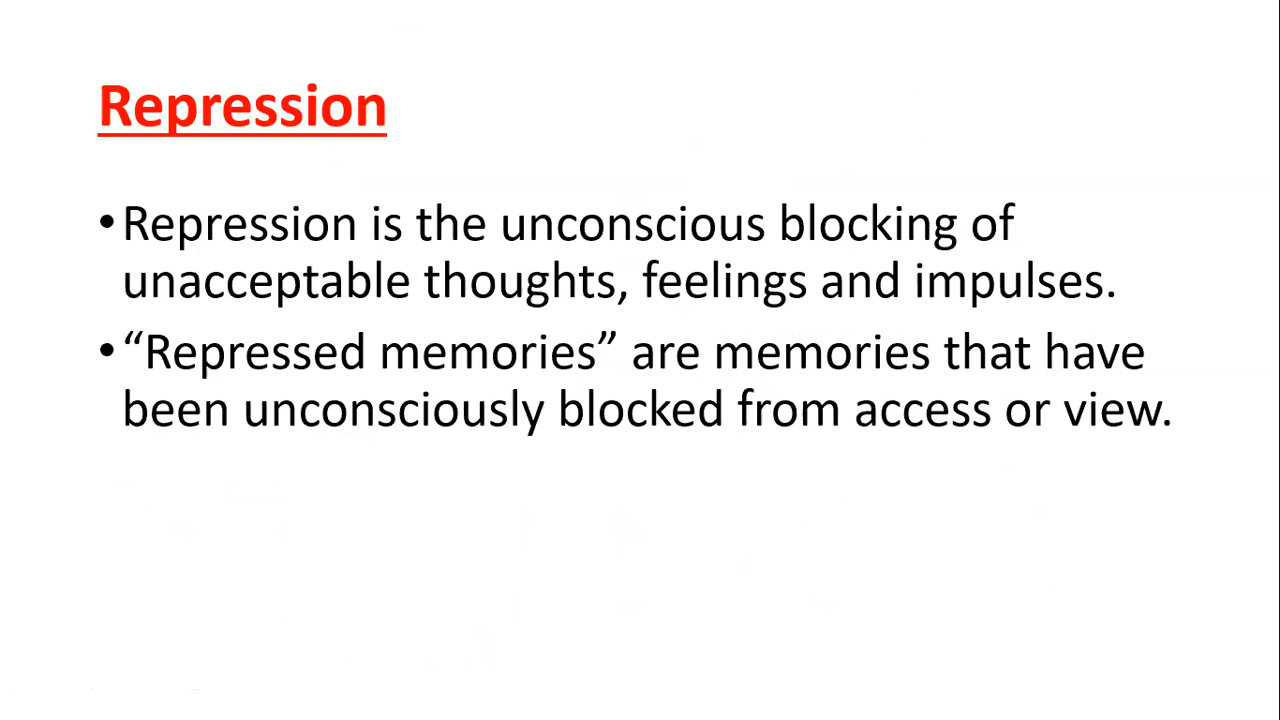 Repression
•Repression is the unconscious blocking of
unacceptable thoughts, feelings and impulses.
•“Repressed memories” are memories that have
been unconsciously blocked from access or view.